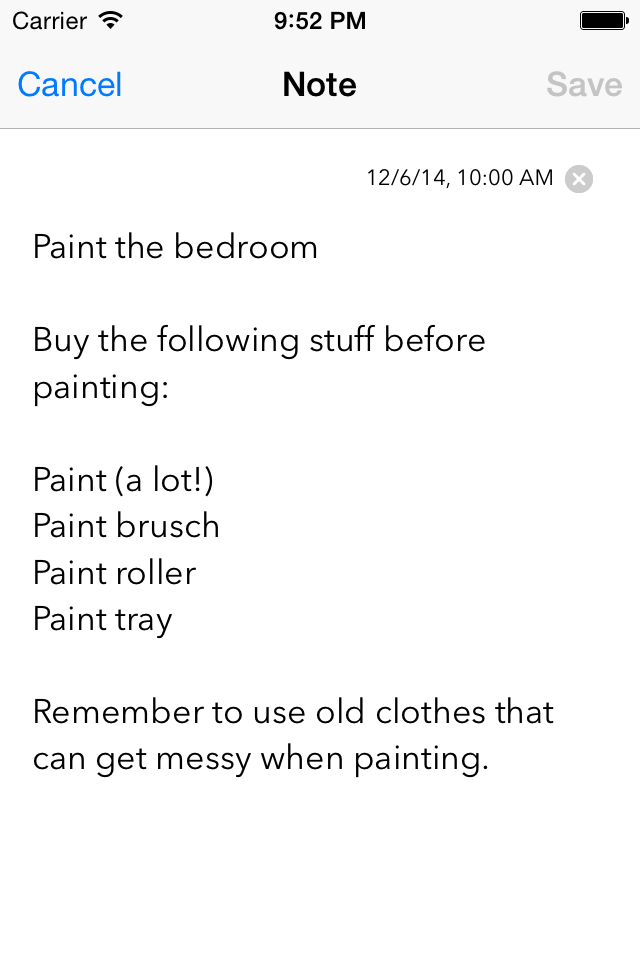 Carrier 9:52 PM
Cancel Note Save
12/6/14, 10:00 AM
Paint the bedroom
Buy the following stuff before
painting:
Paint (a lot!)
Paint brusch
Paint roller
Paint tray
Remember to use old clothes that
can get messy when painting.